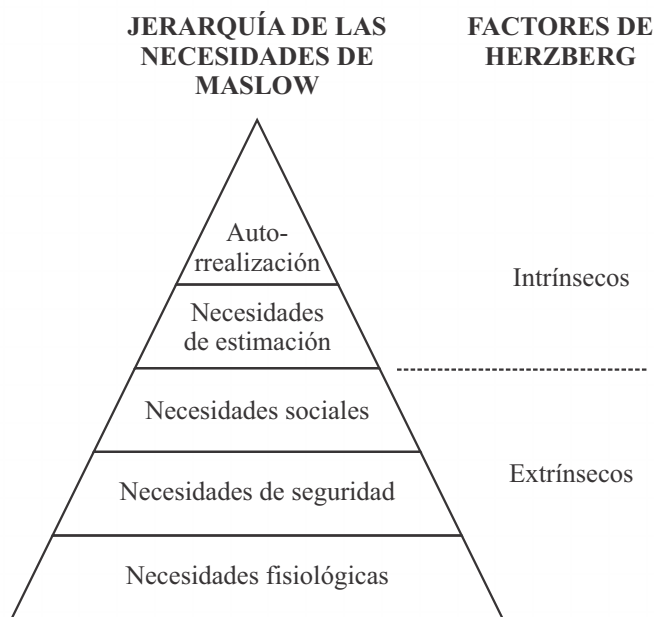 JERARQUÍA DE LAS
NECESIDADES DE
MASLOW
FACTORES DE
HERZBERG
Auto-
rrealización
Necesidades
de estimación
Intrínsecos
Necesidades sociales
Necesidades de seguridad
Extrínsecos
Necesidades fisiológicas